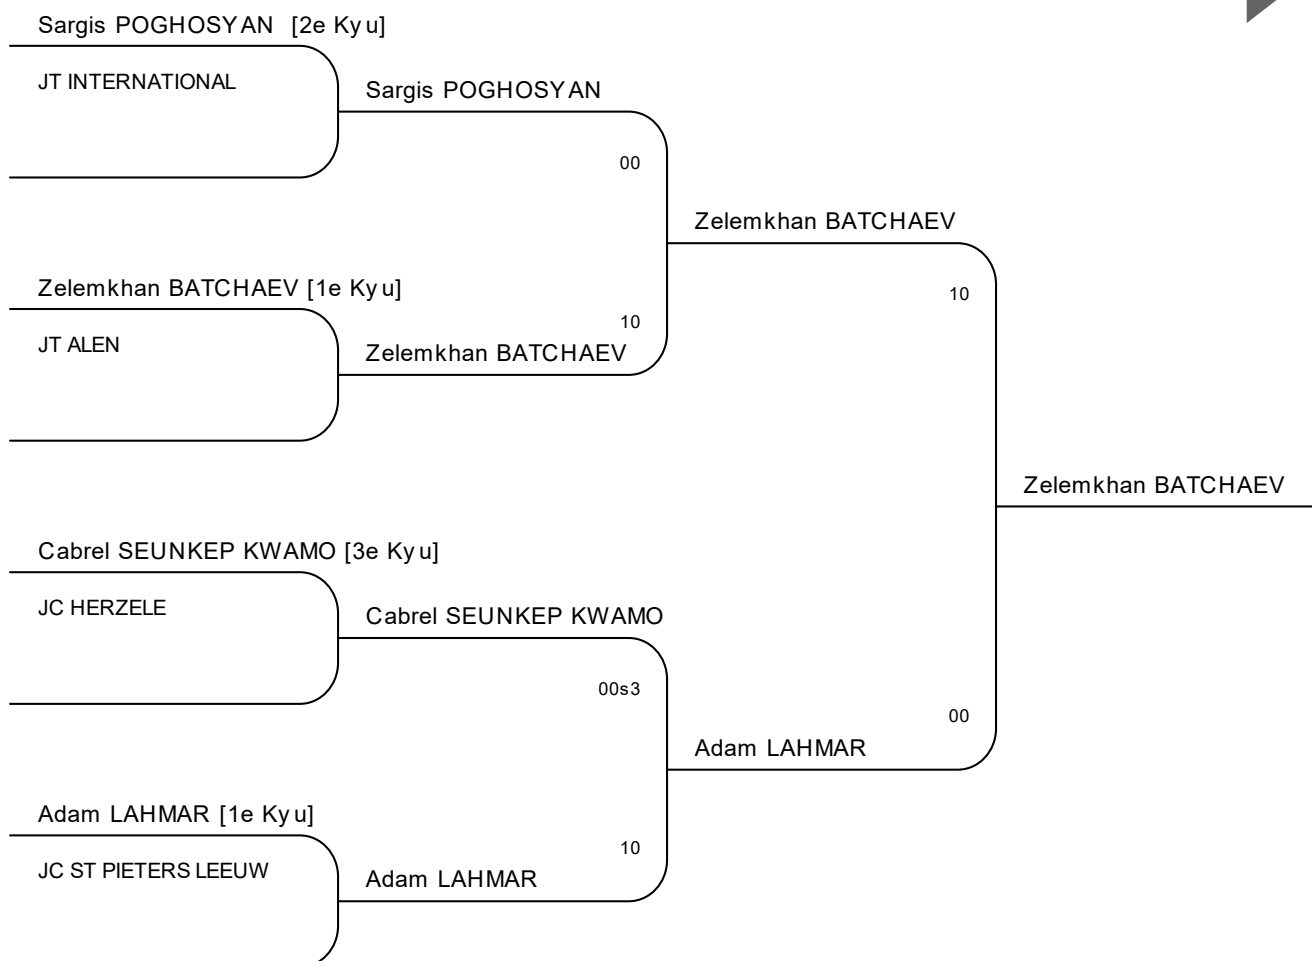 Sargis POGHOSYAN [2e Kyu]
JT INTERNATIONAL
Sargis POGHOSYAN
00
Zelemkhan BATCHAEV
10
Zelemkhan BATCHAEV [1e Kyu]
10
JT ALEN
Zelemkhan BATCHAEV
Zelemkhan BATCHAEV
Cabrel SEUNKEP KWAMO [3e Kyu]
JC HERZELE
Cabrel SEUNKEP KWAMO
00s3
00
Adam LAHMAR
Adam LAHMAR [1e Kyu]
10
JC ST PIETERS LEEUW
Adam LAHMAR